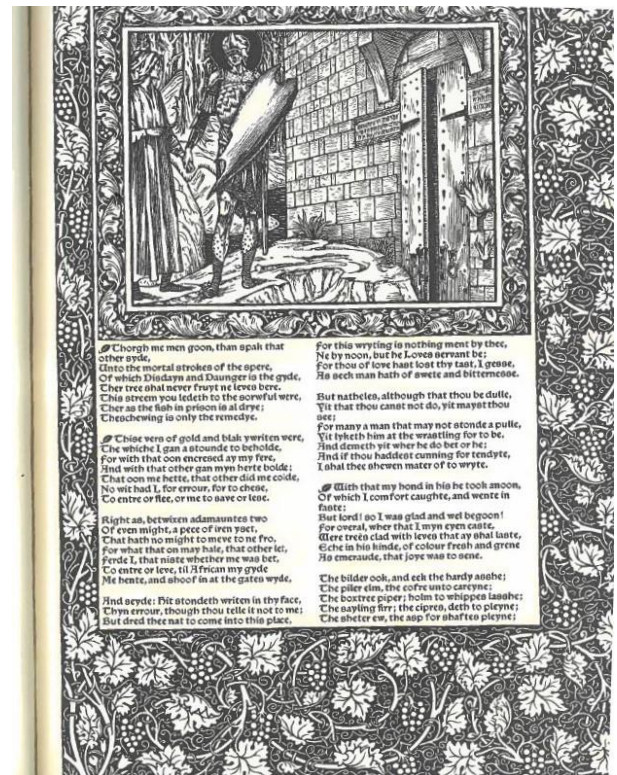 Thorgh me men goon, than spak that
other syde,
Unto the mortal strokes of the spere,
Of which Disdayn and Daunger is the gyde,
Ther tree shal never fruyt ne leves bere.
This streem you ledeth to the sorwful were,
Ther as the fish in prison is al drye;
Theschewing is only the remedye.
Thise vers of gold and blak ywriten were,
The whiche I gan a stounde to beholde,
For with that oon encresed ay my fere,
And with that other gan myn herte bolde;
That oon me hette, that other did me colde,
No wit had I, for errour, for to chese,
To entre or flee, or me to save or lese.
Right as, betwixen adamauntes two
Of even might, a pece of iren yset,
That hath no might to meve to ne fro,
For what that on may hale, that other let,
Ferde I, that niste whether me was bet,
To entre or leve, til African my gyde
Me hente, and shoof in at the gates wyde,
And seyde: Hit stondeth writen in thy face,
Thyn errour, though thou telle it not to me;
But dred thee nat to come into this place,
For this wryting is nothing ment by thee,
Ne by noon, but he Loves servant be;
For thou of love hast lost thy tast, I gesse,
As seek man hath of swete and bitternesse.
But natheles, although that thou be dulle,
Yit that thou canst not do, yit mayst thou
see;
For many a man that may not stonde a pulle,
Yit lyketh him at the wrastling for to be,
And demeth yit wher he do bet or he;
And if thou haddest cunning for tendyte,
I shal thee shewen mater of to wryte.
With that my hond in his he took anoon,
Of which I comfort caughte, and wente in
faste;
But lord! so I was glad and wel begoon!
For overal, wher that I myn eyen caste,
Were treës clad with leves that ay shal laste,
Eche in his kinde, of colour fresh and grene
As emeraude, that joye was to sene.
The bilder ook, and eek the hardy asshe;
The piler elm, the cofre unto careyne;
The boxtree piper; holm to whippes lasshe;
The sayling firr; the cipres, deth to pleyne;
The sheter ew, the asp for shaftes pleyne;